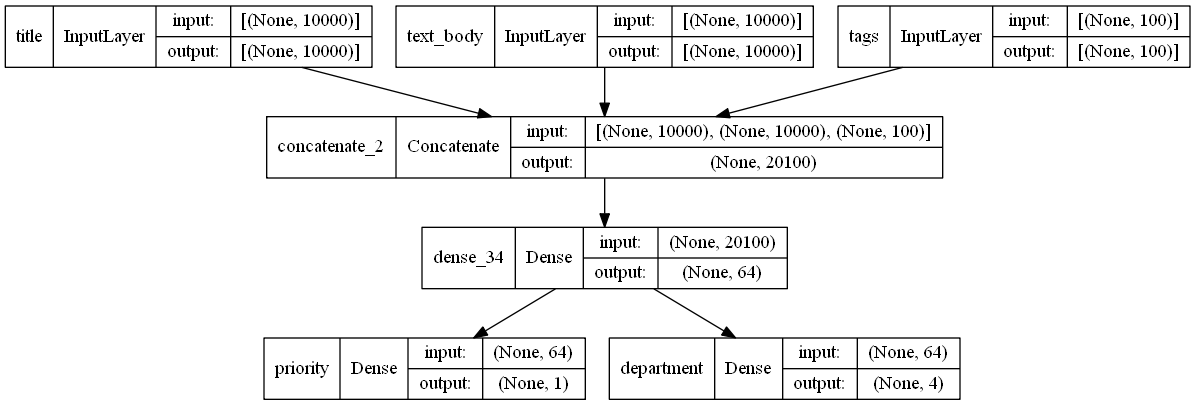 title InputLayer input: [(None, 10000)] output: [(None, 10000)]
text_body InputLayer input: [(None, 10000)] output: [(None, 10000)]
tags InputLayer input: [(None, 100)] output: [(None, 100)]
concatenate_2 Concatenate input: [(None, 10000), (None, 10000), (None, 100)] output: (None, 20100)
dense_34 Dense input: (None, 20100) output: (None, 64)
priority Dense input: (None, 64) output: (None, 1)
department Dense input: (None, 64) output: (None, 4)